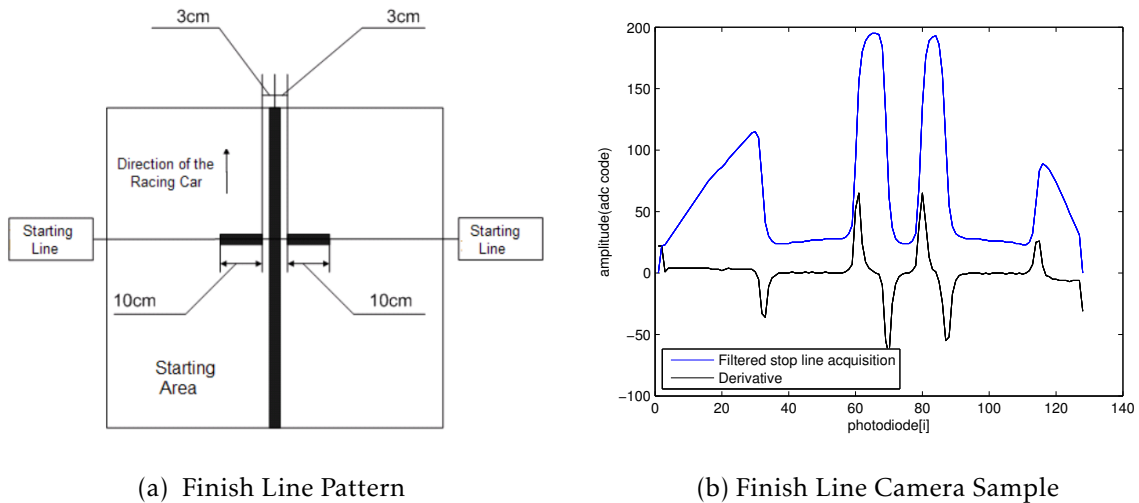 3cm
3cm
Direction of the
Racing Car
Starting
Line
Starting
Line
10cm
10cm
Starting
Area
(a) Finish Line Pattern
200
150
100
50
0
−50
−100
amplitude(adc code)
Filtered stop line acquisition
Derivative
0
20
40
60
80
100
120
140
photodiode[i]
(b) Finish Line Camera Sample